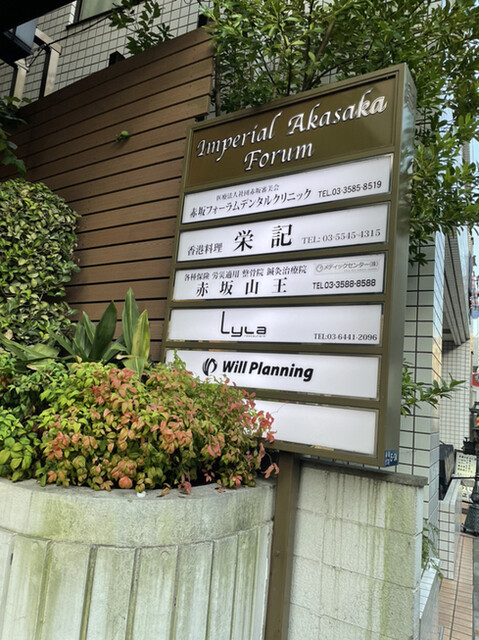 Imperial Akasaka
Forum
医療法人社団赤坂審美会
赤坂フォーラムデンタルクリニック TEL.03-3585-8519
香港料理 栄記 TEL: 03-5545-4315
各種保険 労災適用 整骨院 鍼灸治療院 メディックセンター(株)
赤坂山王 TEL.03-3588-8588
Lyla
TEL:03-6441-2096
Will Planning